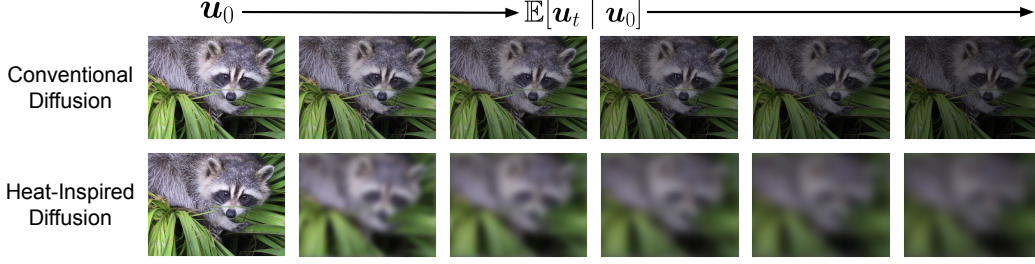 𝒖₀ ⟶ 𝔼[𝒖ₜ | 𝒖₀] ⟶
Conventional
Diffusion
Heat-Inspired
Diffusion